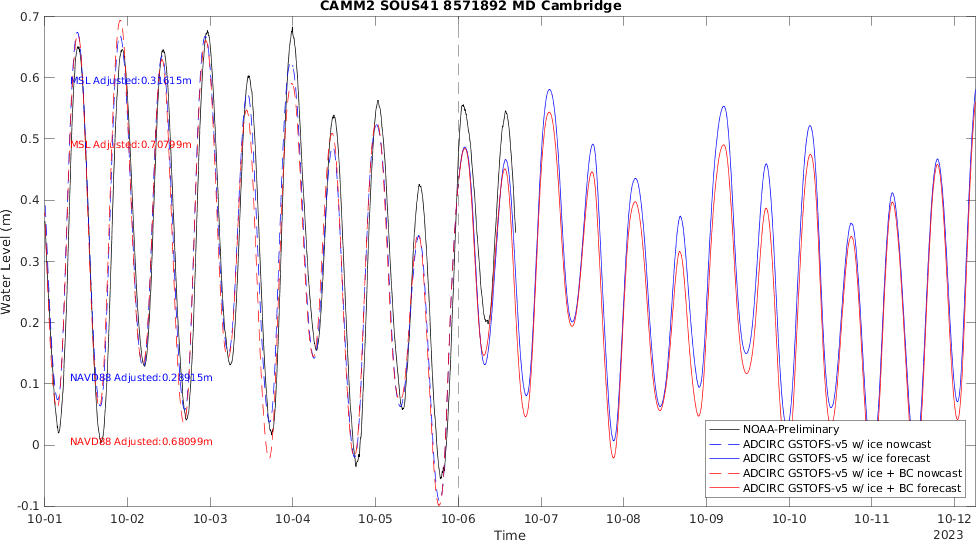 CAMM2 SOUS41 8571892 MD Cambridge
0.7
0.6
0.5
0.4
0.3
0.2
0.1
0
-0.1
Water Level (m)
MSL Adjusted:0.31615m
MSL Adjusted:0.70799m
NAVD88 Adjusted:0.28915m
NAVD88 Adjusted:0.68099m
NOAA-Preliminary
ADCIRC GSTOFS-v5 w/ ice nowcast
ADCIRC GSTOFS-v5 w/ ice forecast
ADCIRC GSTOFS-v5 w/ ice + BC nowcast
ADCIRC GSTOFS-v5 w/ ice + BC forecast
10-01 10-02 10-03 10-04 10-05 10-06 10-07 10-08 10-09 10-10 10-11 10-12
Time
2023